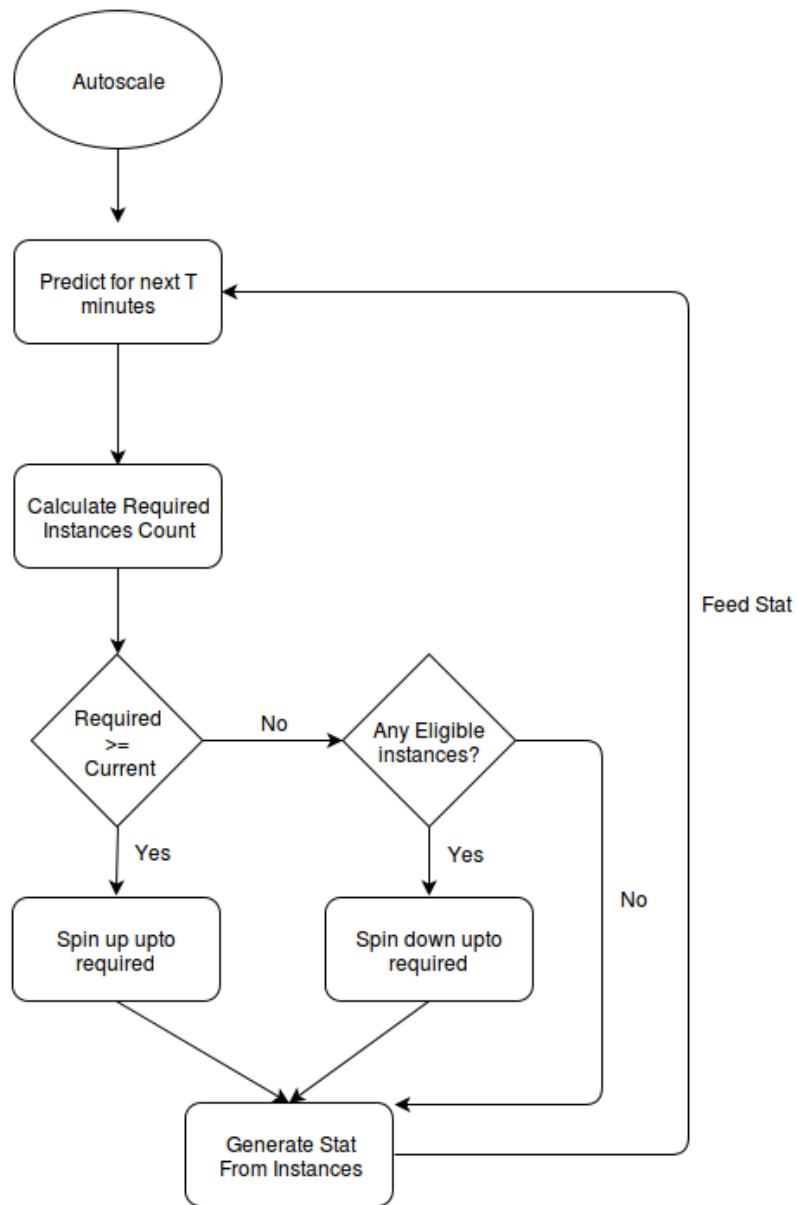 Autoscale
Predict for next T
minutes
Calculate Required
Instances Count
Feed Stat
Required
>=
Current
No
Any Eligible
instances?
Yes
Yes
No
Spin up upto
required
Spin down upto
required
Generate Stat
From Instances